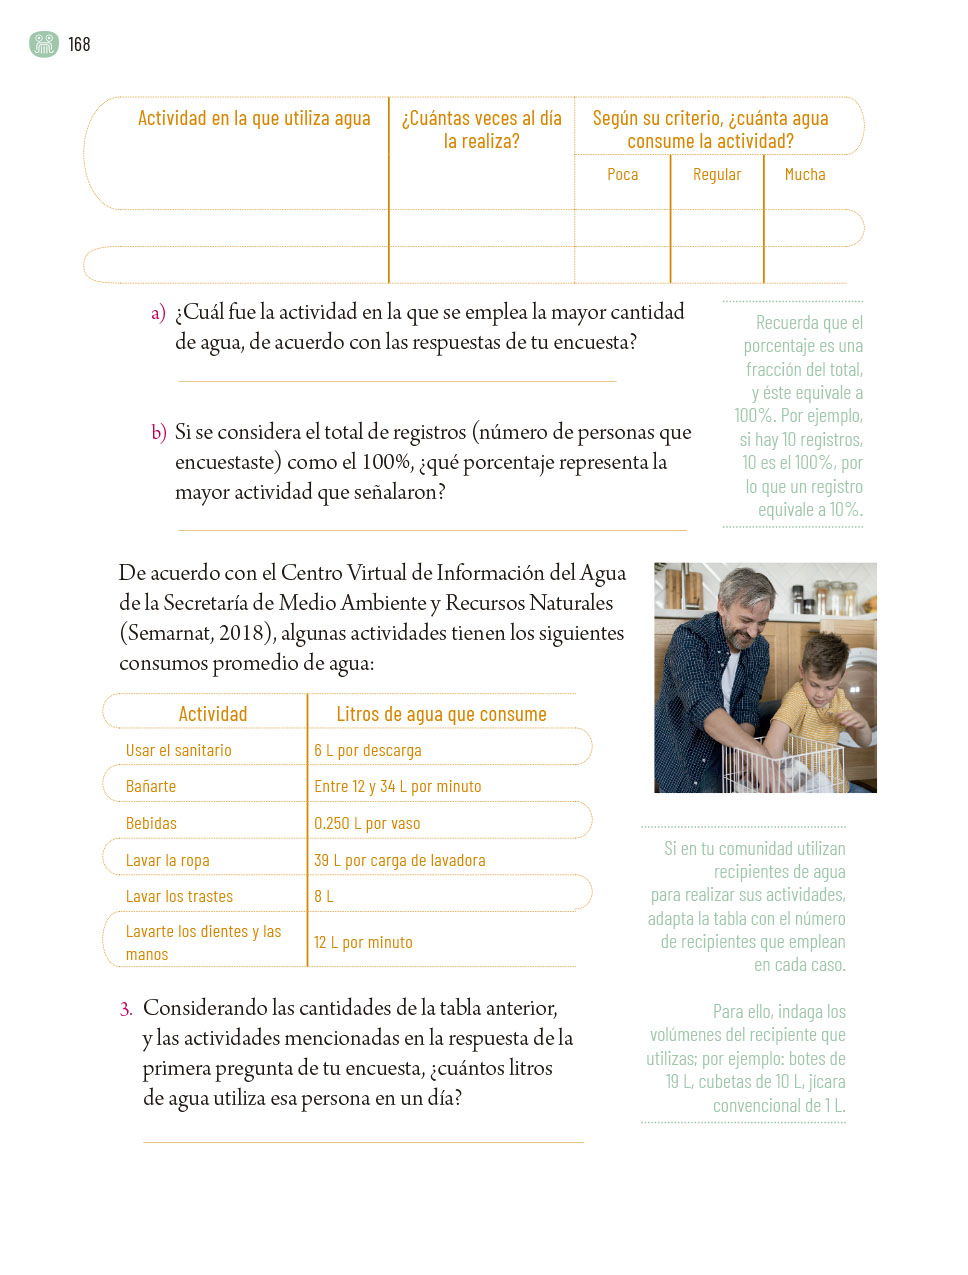 168
Actividad en la que utiliza agua
¿Cuántas veces al día
la realiza?
Según su criterio, ¿cuánta agua
consume la actividad?
Poca
Regular
Mucha
a) ¿Cuál fue la actividad en la que se emplea la mayor cantidad
de agua, de acuerdo con las respuestas de tu encuesta?
b) Si se considera el total de registros (número de personas que
encuestaste) como el 100%, ¿qué porcentaje representa la
mayor actividad que señalaron?
Recuerda que el
porcentaje es una
fracción del total,
y éste equivale a
100%. Por ejemplo,
si hay 10 registros,
10 es el 100%, por
lo que un registro
equivale a 10%.
De acuerdo con el Centro Virtual de Información del Agua
de la Secretaría de Medio Ambiente y Recursos Naturales
(Semarnat, 2018), algunas actividades tienen los siguientes
consumos promedio de agua:
Actividad Litros de agua que consume
Usar el sanitario 6 L por descarga
Bañarte Entre 12 y 34 L por minuto
Bebidas 0.250 L por vaso
Lavar la ropa 39 L por carga de lavadora
Lavar los trastes 8 L
Lavarte los dientes y las
manos
12 L por minuto
Si en tu comunidad utilizan
recipientes de agua
para realizar sus actividades,
adapta la tabla con el número
de recipientes que emplean
en cada caso.
Para ello, indaga los
volúmenes del recipiente que
utilizas; por ejemplo: botes de
19 L, cubetas de 10 L, jícara
convencional de 1 L.
3. Considerando las cantidades de la tabla anterior,
y las actividades mencionadas en la respuesta de la
primera pregunta de tu encuesta, ¿cuántos litros
de agua utiliza esa persona en un día?